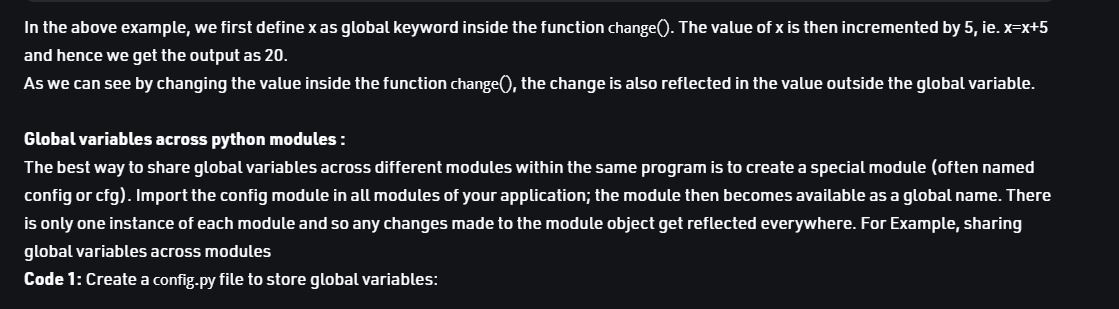 In the above example, we first define x as global keyword inside the function change(). The value of x is then incremented by 5, ie. x=x+5
and hence we get the output as 20.
As we can see by changing the value inside the function change(), the change is also reflected in the value outside the global variable.
Global variables across python modules :
The best way to share global variables across different modules within the same program is to create a special module (often named
config or cfg). Import the config module in all modules of your application; the module then becomes available as a global name. There
is only one instance of each module and so any changes made to the module object get reflected everywhere. For Example, sharing
global variables across modules
Code 1: Create a config.py file to store global variables: